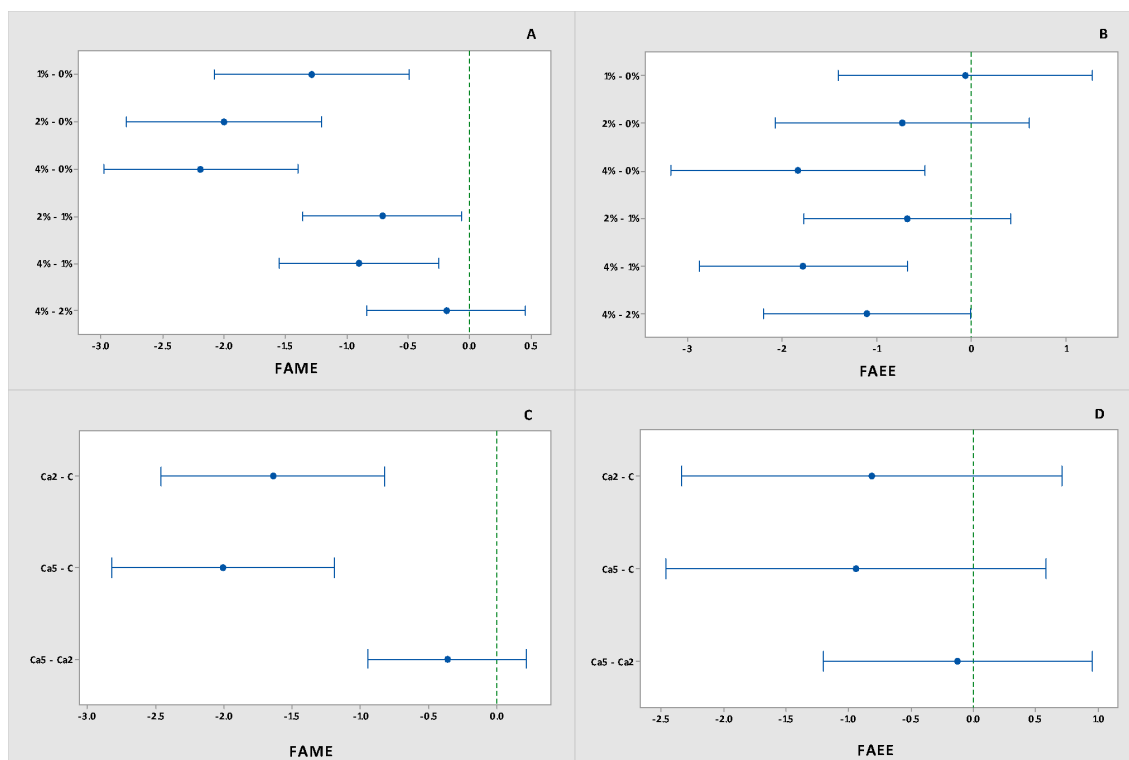 A
1% - 0%
2% - 0%
4% - 0%
2% - 1%
4% - 1%
4% - 2%
-3.0 -2.5 -2.0 -1.5 -1.0 -0.5 0.0 0.5
FAME
B
1% - 0%
2% - 0%
4% - 0%
2% - 1%
4% - 1%
4% - 2%
-3 -2 -1 0 1
FAEE
C
Ca2 - C
Ca5 - C
Ca5 - Ca2
-3.0 -2.5 -2.0 -1.5 -1.0 -0.5 0.0
FAME
D
Ca2 - C
Ca5 - C
Ca5 - Ca2
-2.5 -2.0 -1.5 -1.0 -0.5 0.0 0.5 1.0
FAEE